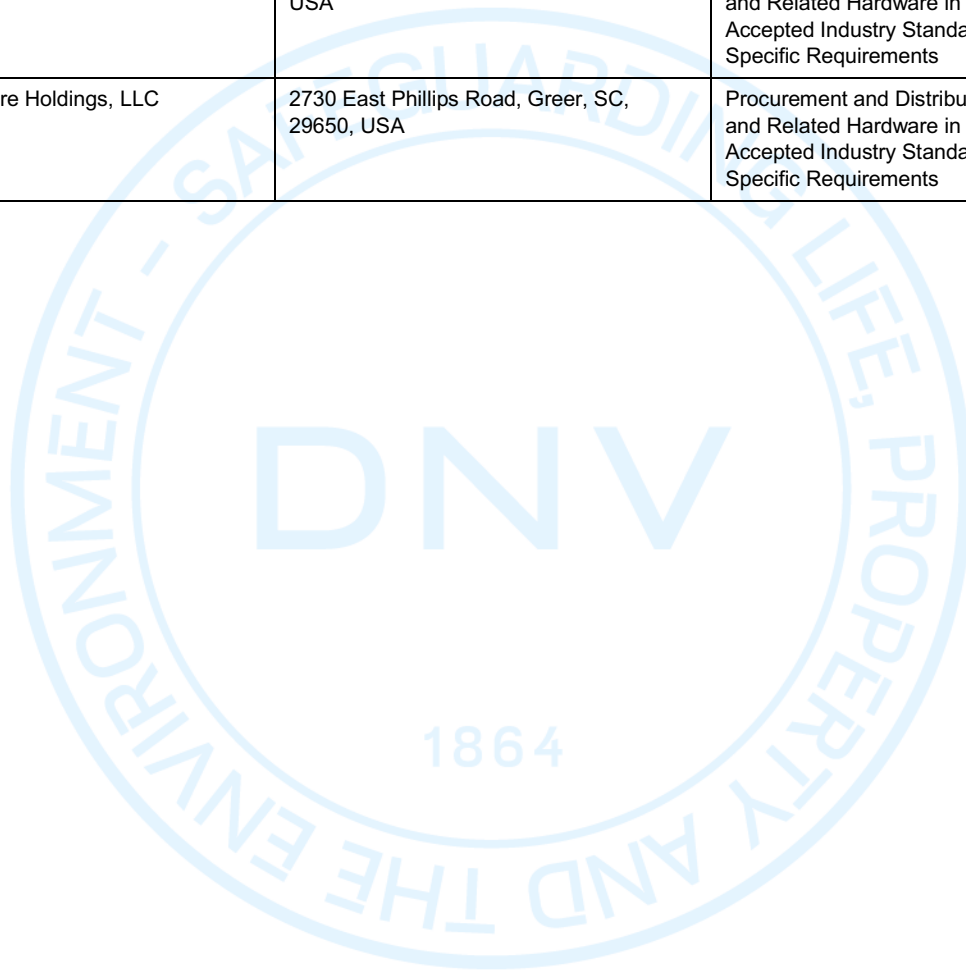 USA
and Related Hardware in
Accepted Industry Standa
Specific Requirements
re Holdings, LLC
2730 East Phillips Road, Greer, SC,
29650, USA
Procurement and Distribu
and Related Hardware in
Accepted Industry Standa
Specific Requirements
SAFEGUARDING LIFE, PROPERTY AND THE ENVIRONMENT -
DNV
1864